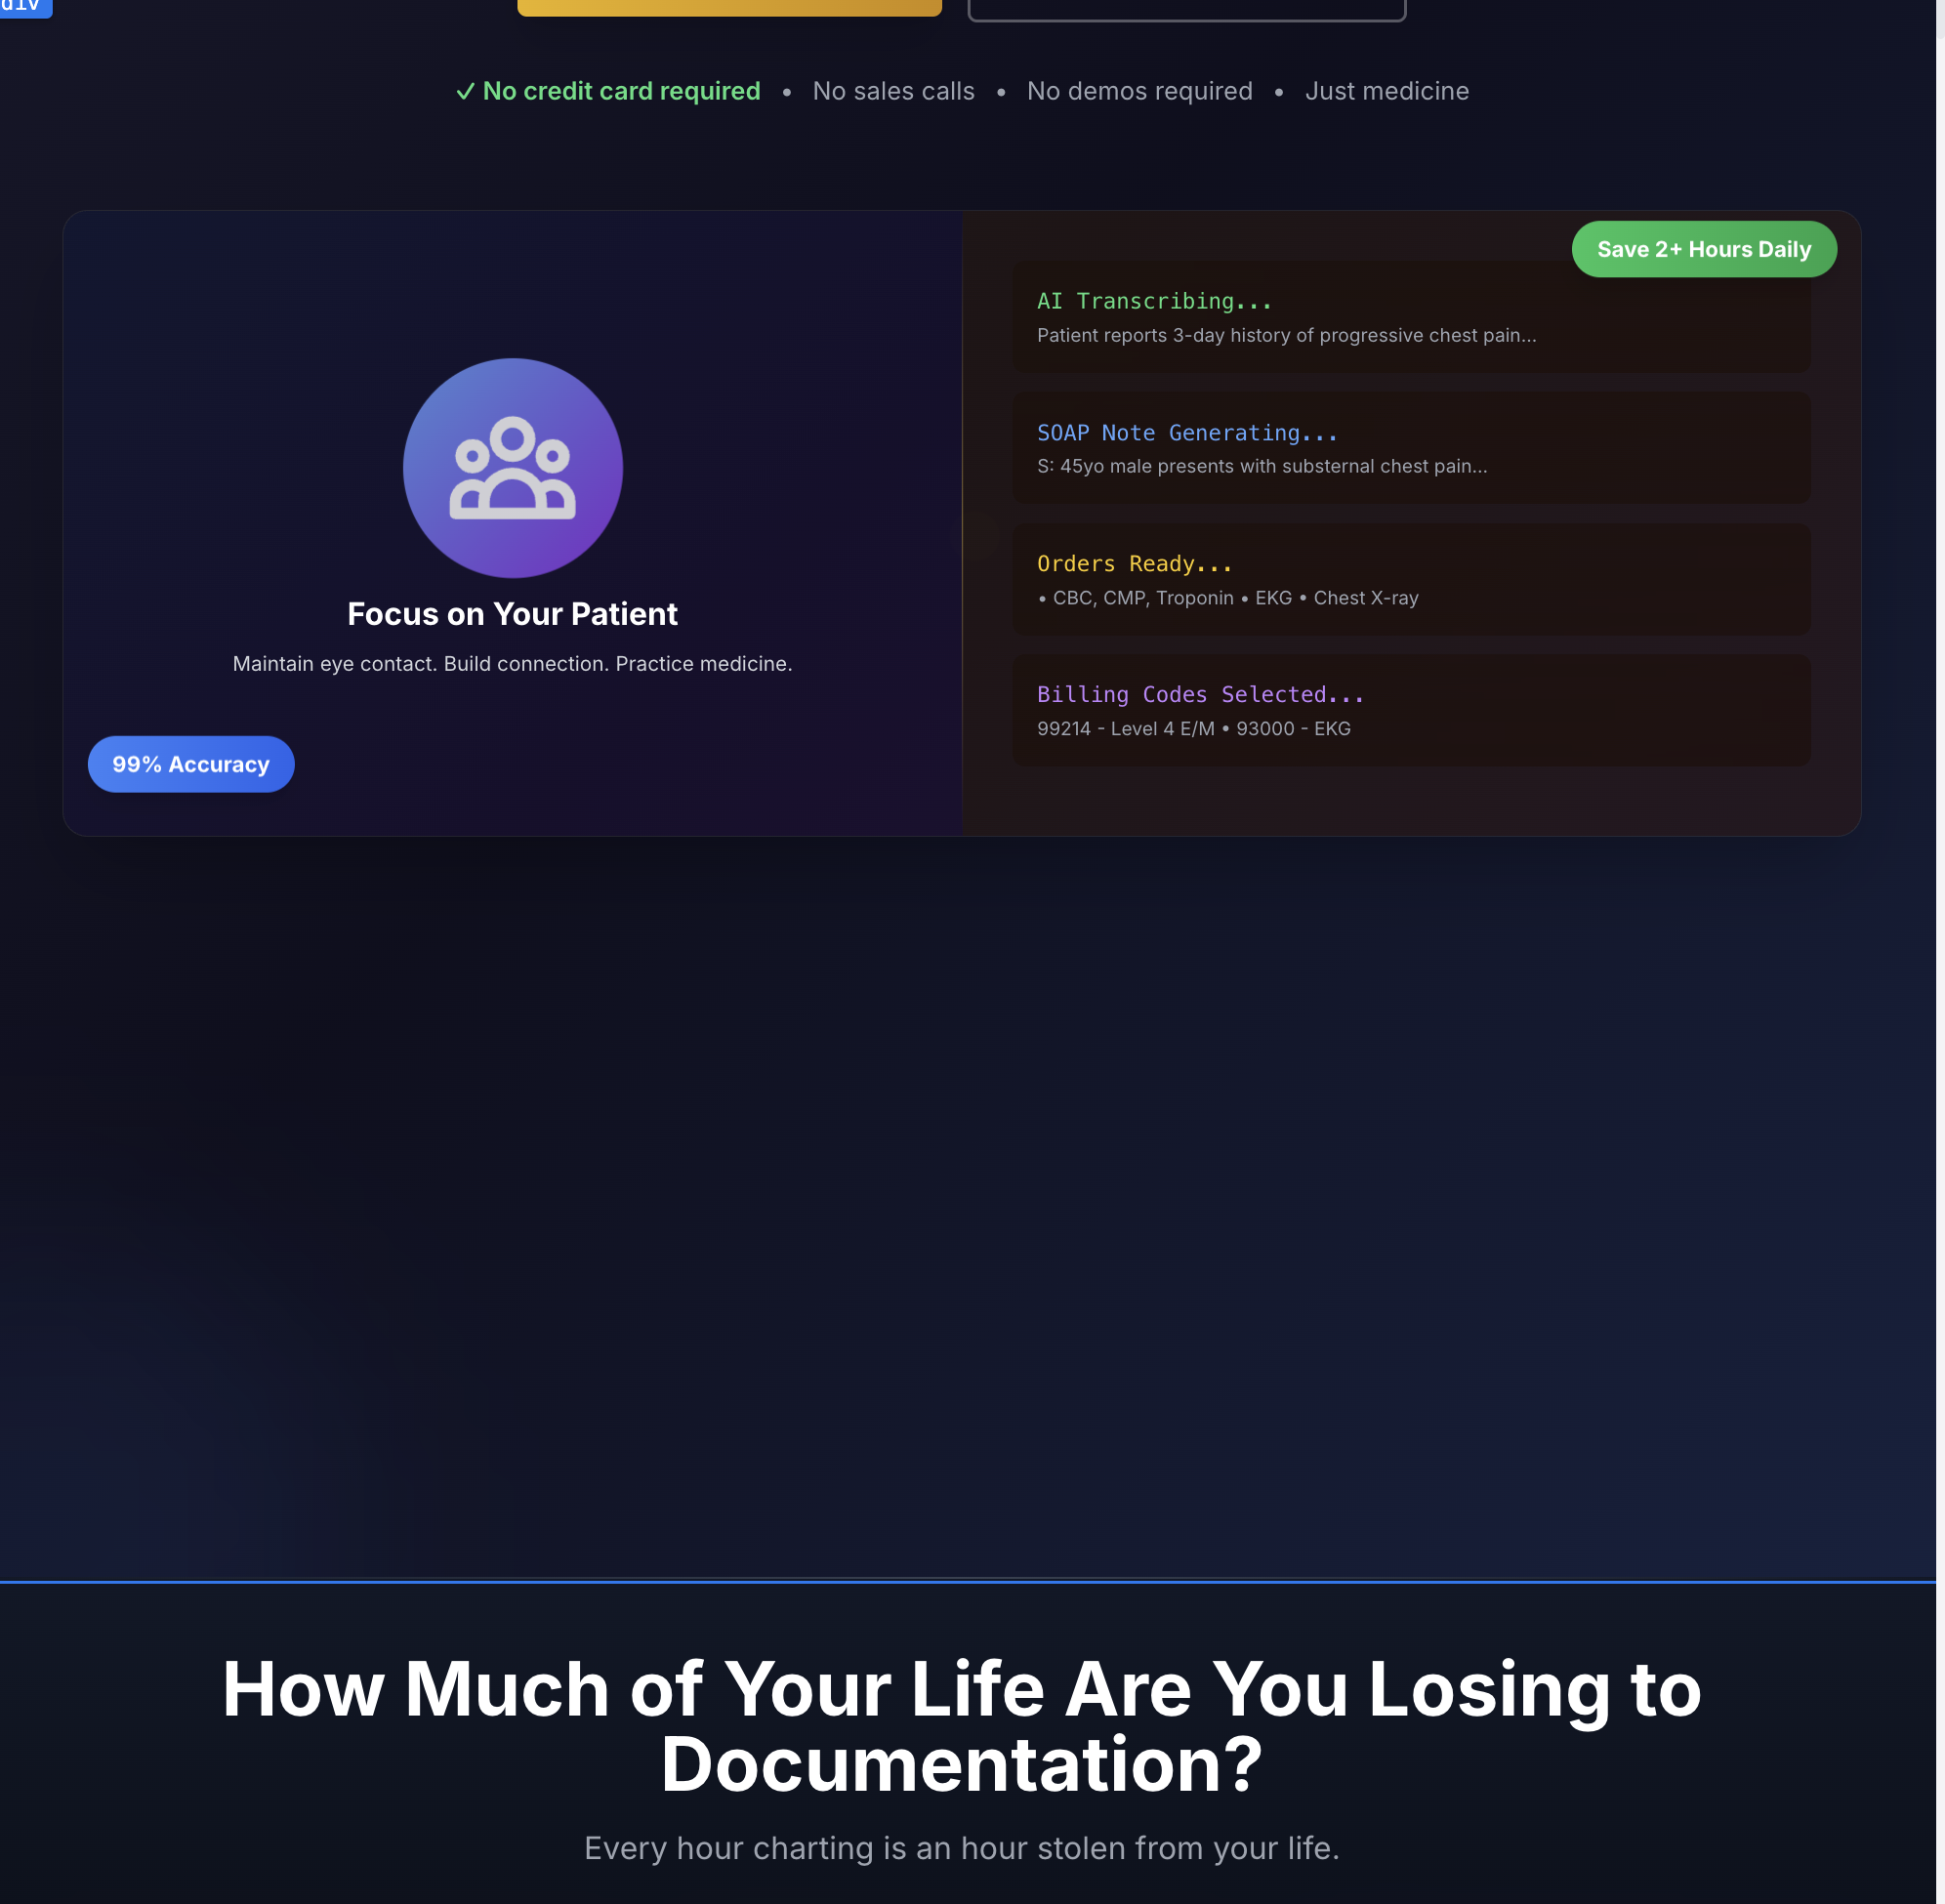 div
✓ No credit card required • No sales calls • No demos required • Just medicine
Save 2+ Hours Daily
AI Transcribing...
Patient reports 3-day history of progressive chest pain...
SOAP Note Generating...
S: 45yo male presents with substernal chest pain...
Orders Ready...
• CBC, CMP, Troponin • EKG • Chest X-ray
Billing Codes Selected...
99214 - Level 4 E/M • 93000 - EKG
Focus on Your Patient
Maintain eye contact. Build connection. Practice medicine.
99% Accuracy
How Much of Your Life Are You Losing to
Documentation?
Every hour charting is an hour stolen from your life.